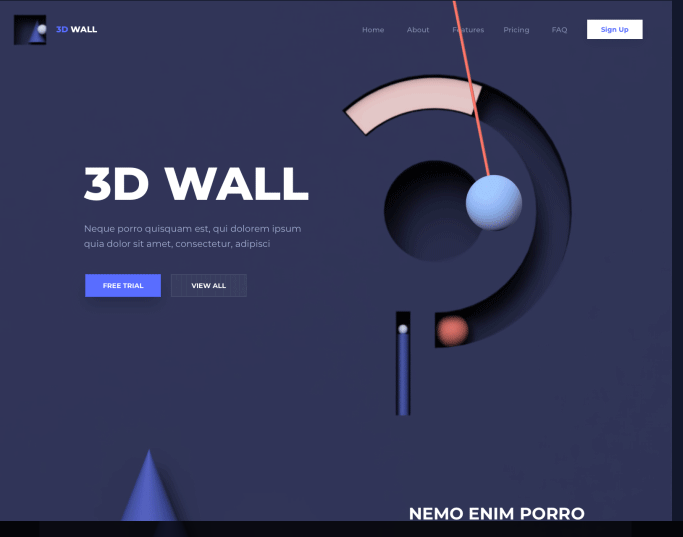 3D WALL
Home
About
Features
Pricing
FAQ
Sign Up
3D WALL
Neque porro quisquam est, qui dolorem ipsum
quia dolor sit amet, consectetur, adipisci
FREE TRIAL
VIEW ALL
NEMO ENIM PORRO